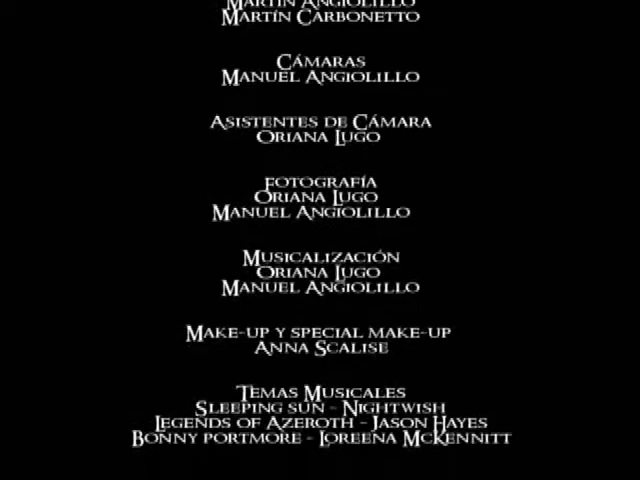 Martín Angiolillo
Martín Carbonetto
Cámaras
Manuel Angiolillo
Asistentes de Cámara
Oriana Lugo
Fotografía
Oriana Lugo
Manuel Angiolillo
Musicalización
Oriana Lugo
Manuel Angiolillo
Make-up y special make-up
Anna Scalise
Temas Musicales
Sleeping sun - Nightwish
Legends of Azeroth - Jason Hayes
Bonny portmore - Loreena McKennitt